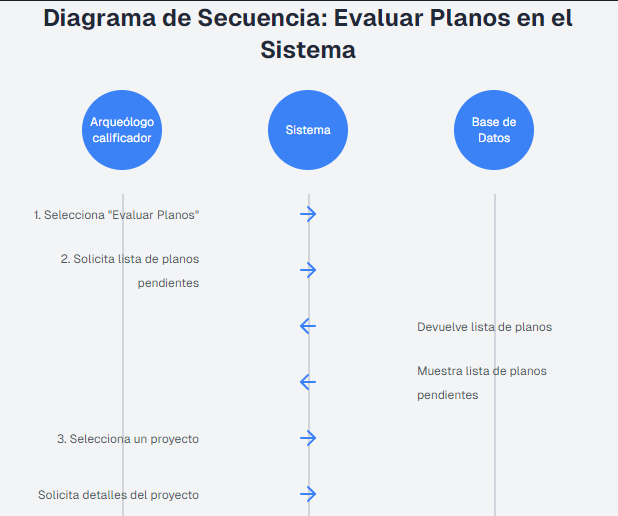 Diagrama de Secuencia: Evaluar Planos en el
Sistema
Arqueólogo
calificador
Sistema
Base de
Datos
1. Selecciona "Evaluar Planos"
2. Solicita lista de planos
pendientes
Devuelve lista de planos
Muestra lista de planos
pendientes
3. Selecciona un proyecto
Solicita detalles del proyecto